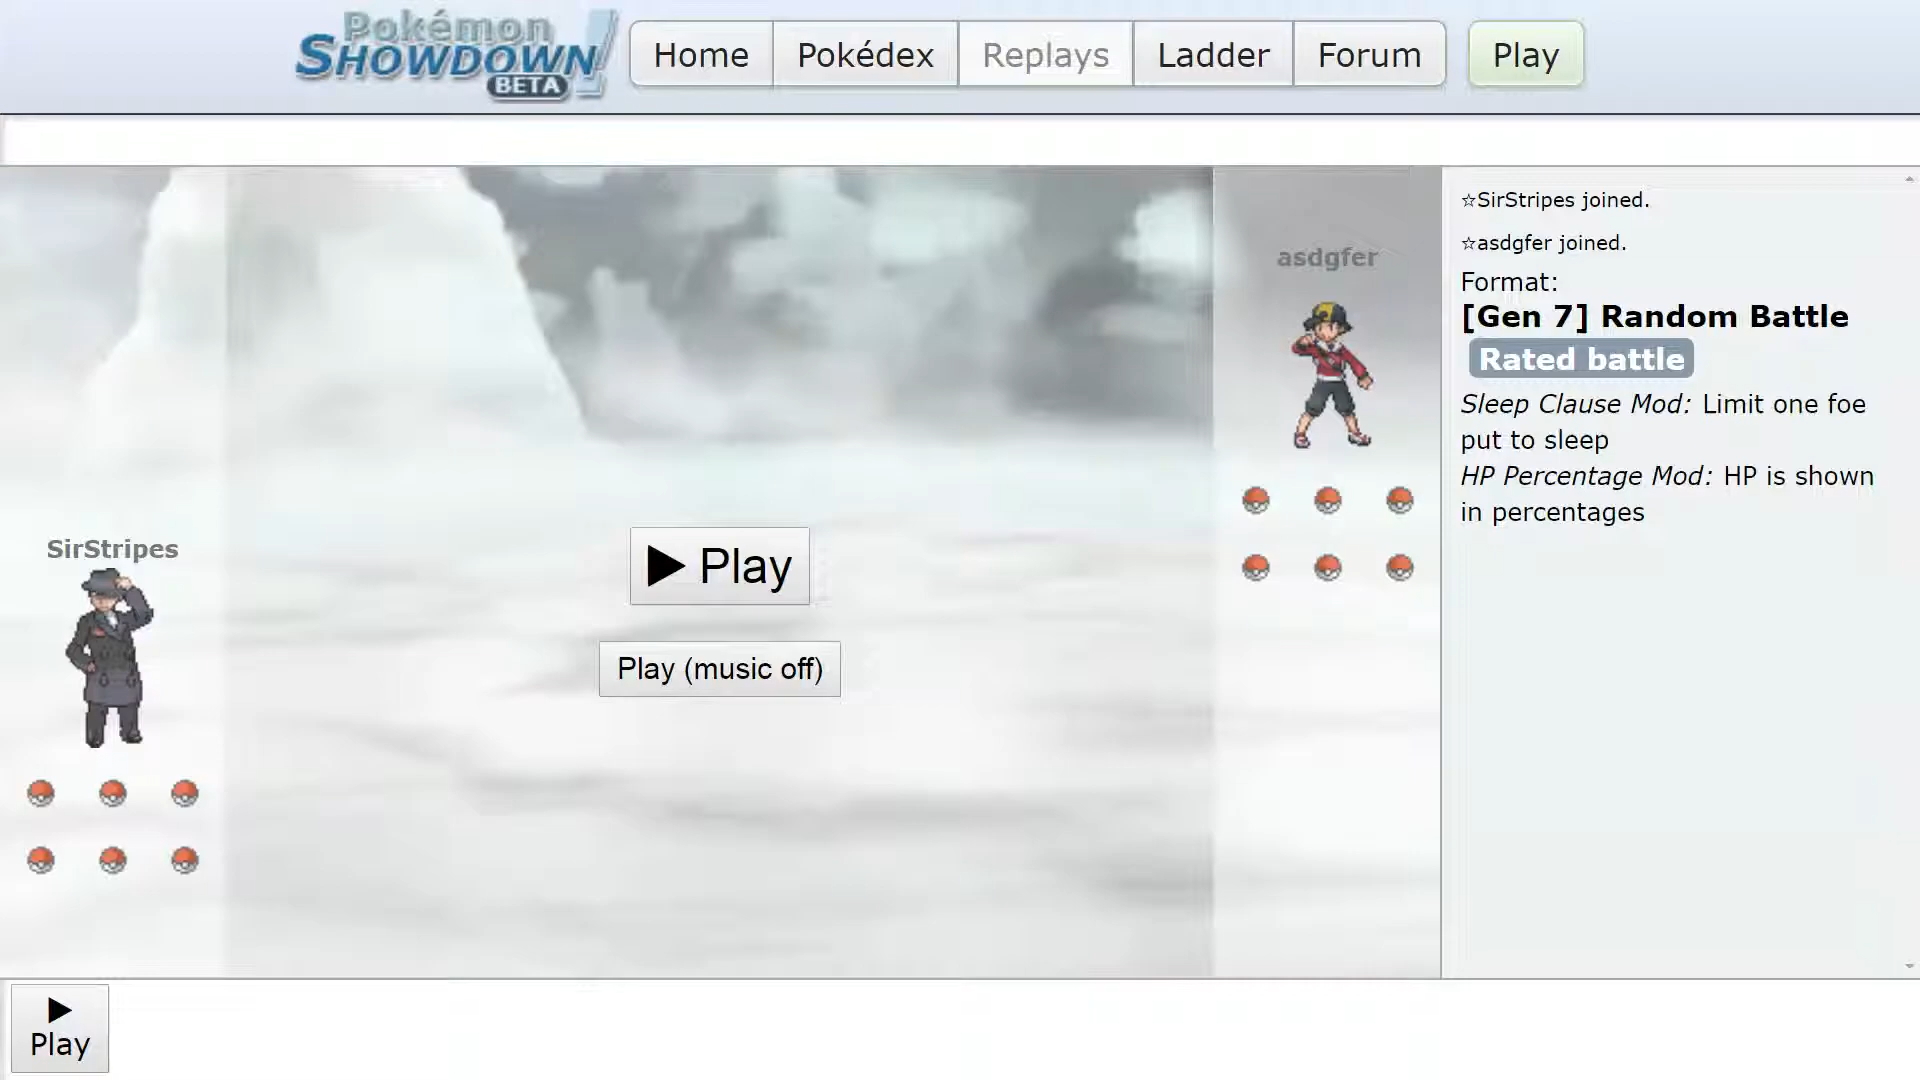 Pokémon
SHOWDOWN!
BETA
Home
Pokédex
Replays
Ladder
Forum
Play
☆SirStripes joined.
☆asdgfer joined.
Format:
[Gen 7] Random Battle
Rated battle
Sleep Clause Mod: Limit one foe
put to sleep
HP Percentage Mod: HP is shown
in percentages
asdgfer
SirStripes
Play
Play (music off)
Play